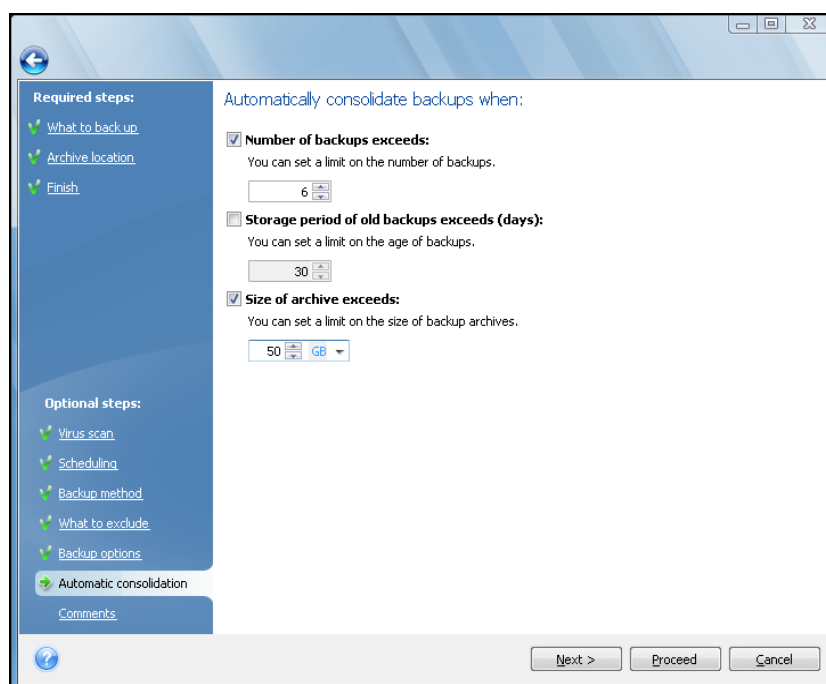 Required steps:
What to back up
Archive location
Finish
Optional steps:
Virus scan
Scheduling
Backup method
What to exclude
Backup options
Automatic consolidation
Comments
Automatically consolidate backups when:
Number of backups exceeds:
You can set a limit on the number of backups.
6
Storage period of old backups exceeds (days):
You can set a limit on the age of backups.
30
Size of archive exceeds:
You can set a limit on the size of backup archives.
50 GB
Next >
Proceed
Cancel